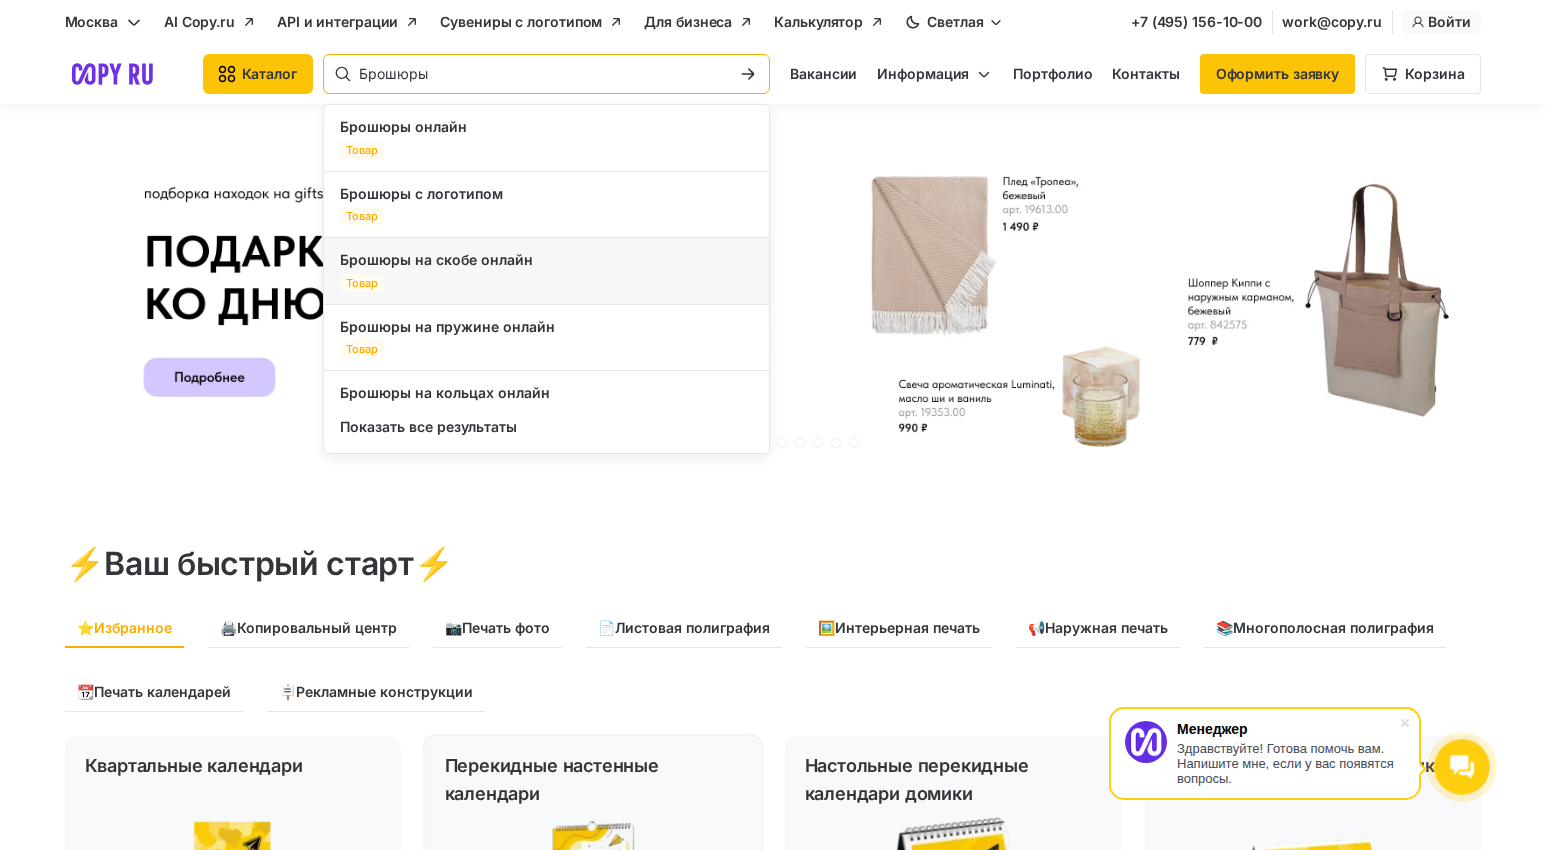 Москва
AI Copy.ru
API и интеграции
Сувениры с логотипом
Для бизнеса
Калькулятор
Светлая
+7 (495) 156-10-00
work@copy.ru
Войти
COPY RU
Каталог
Брошюры
Вакансии
Информация
Портфолио
Контакты
Оформить заявку
Корзина
Брошюры онлайн
Товар
Брошюры с логотипом
Товар
Брошюры на скобе онлайн
Товар
Брошюры на пружине онлайн
Товар
Брошюры на кольцах онлайн
Показать все результаты
подборка находок на gifts
ПОДАРК
КО ДНЮ
Подробнее
Плед «Тропеа»,
бежевый
арт. 19613.00
1 490 ₽
Шоппер Киппи с
наружным карманом,
бежевый
арт. 842575
779 ₽
Свеча ароматическая Luminati,
масло ши и ваниль
арт. 19353.00
990 ₽
⚡Ваш быстрый старт⚡
⭐Избранное
🖨️Копировальный центр
📷Печать фото
📄Листовая полиграфия
🖼️Интерьерная печать
📢Наружная печать
📚Многополосная полиграфия
📆Печать календарей
🪧Рекламные конструкции
Квартальные календари
Перекидные настенные
календари
Настольные перекидные
календари домики
Менеджер
Здравствуйте! Готова помочь вам.
Напишите мне, если у вас появятся
вопросы.